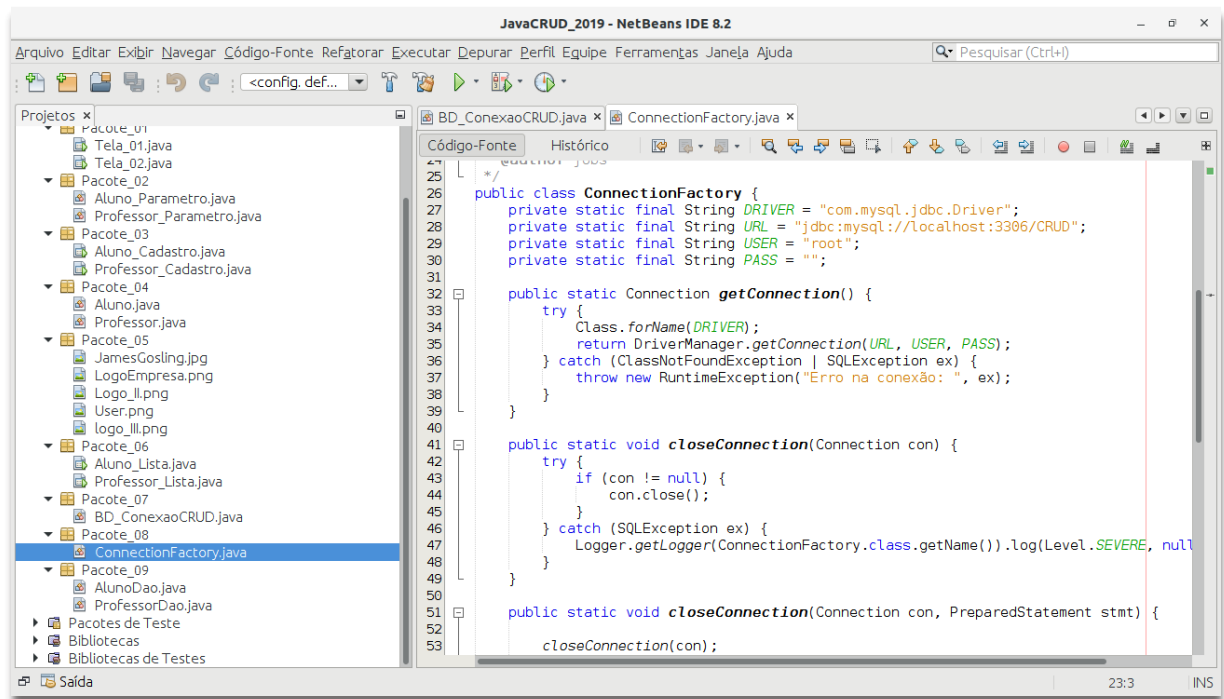 JavaCRUD_2019 - NetBeans IDE 8.2
Arquivo Editar Exibir Navegar Código-Fonte Refatorar Executar Depurar Perfil Equipe Ferramentas Janela Ajuda
Pesquisar (Ctrl+I)
<config. def...
Projetos
Pacote_01
Tela_01.java
Tela_02.java
Pacote_02
Aluno_Parametro.java
Professor_Parametro.java
Pacote_03
Aluno_Cadastro.java
Professor_Cadastro.java
Pacote_04
Aluno.java
Professor.java
Pacote_05
JamesGosling.jpg
LogoEmpresa.png
Logo_II.png
User.png
logo_III.png
Pacote_06
Aluno_Lista.java
Professor_Lista.java
Pacote_07
BD_ConexaoCRUD.java
Pacote_08
ConnectionFactory.java
Pacote_09
AlunoDao.java
ProfessorDao.java
Pacotes de Teste
Bibliotecas
Bibliotecas de Testes
BD_ConexaoCRUD.java
ConnectionFactory.java
Código-Fonte Histórico
24 @author jobs
25 */
26 public class ConnectionFactory {
27 private static final String DRIVER = "com.mysql.jdbc.Driver";
28 private static final String URL = "jdbc:mysql://localhost:3306/CRUD";
29 private static final String USER = "root";
30 private static final String PASS = "";
31
32 public static Connection getConnection() {
33 try {
34 Class.forName(DRIVER);
35 return DriverManager.getConnection(URL, USER, PASS);
36 } catch (ClassNotFoundException | SQLException ex) {
37 throw new RuntimeException("Erro na conexão: ", ex);
38 }
39 }
40
41 public static void closeConnection(Connection con) {
42 try {
43 if (con != null) {
44 con.close();
45 }
46 } catch (SQLException ex) {
47 Logger.getLogger(ConnectionFactory.class.getName()).log(Level.SEVERE, null
48 }
49 }
50
51 public static void closeConnection(Connection con, PreparedStatement stmt) {
52
53 closeConnection(con);
Saída
23:3 INS